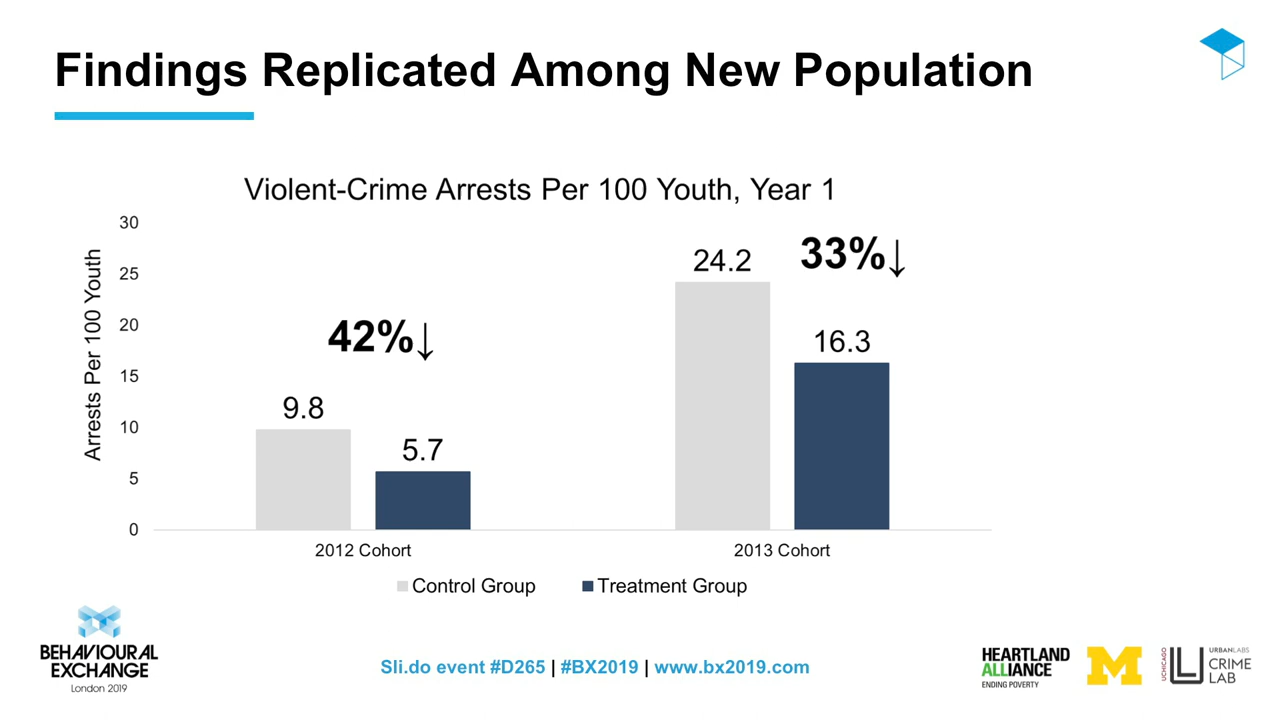 Findings Replicated Among New Population
Violent-Crime Arrests Per 100 Youth, Year 1
Arrests Per 100 Youth
30
25
20
15
10
5
0
42%↓
9.8
5.7
33%↓
24.2
16.3
2012 Cohort
2013 Cohort
Control Group
Treatment Group
BEHAVIOURAL
EXCHANGE
London 2019
Sli.do event #D265 | #BX2019 | www.bx2019.com
HEARTLAND
ALLIANCE
ENDING POVERTY
M
UCHICAGO
URBANLABS
CRIME
LAB